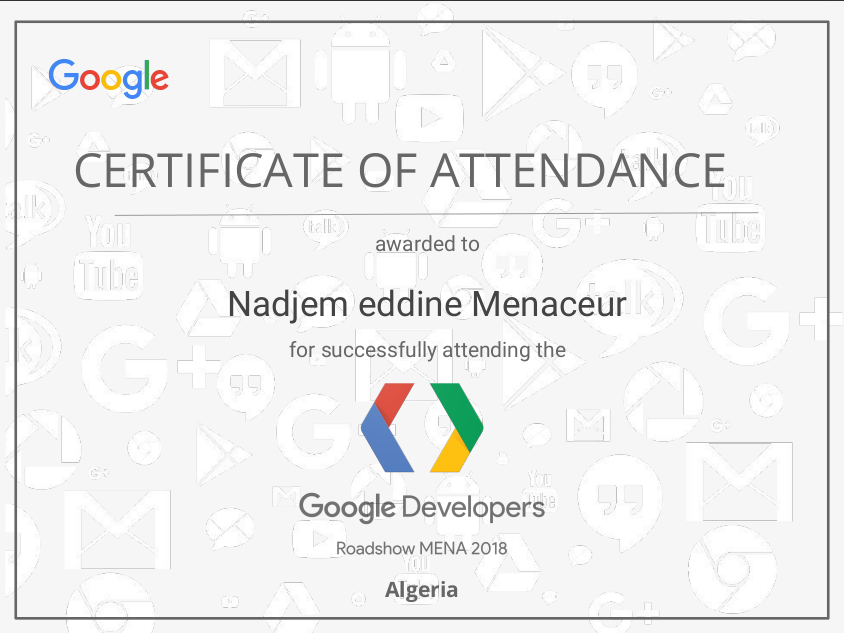 Google
CERTIFICATE OF ATTENDANCE
awarded to
Nadjem eddine Menaceur
for successfully attending the
Google Developers
Roadshow MENA 2018
Algeria